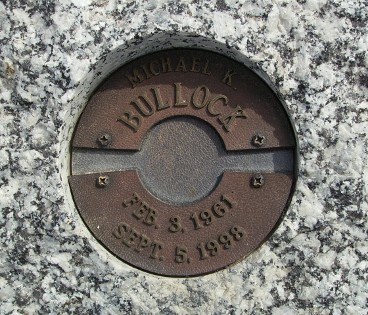 MICHAEL K.
BULLOCK
FEB. 3, 1961
SEPT. 5, 1998